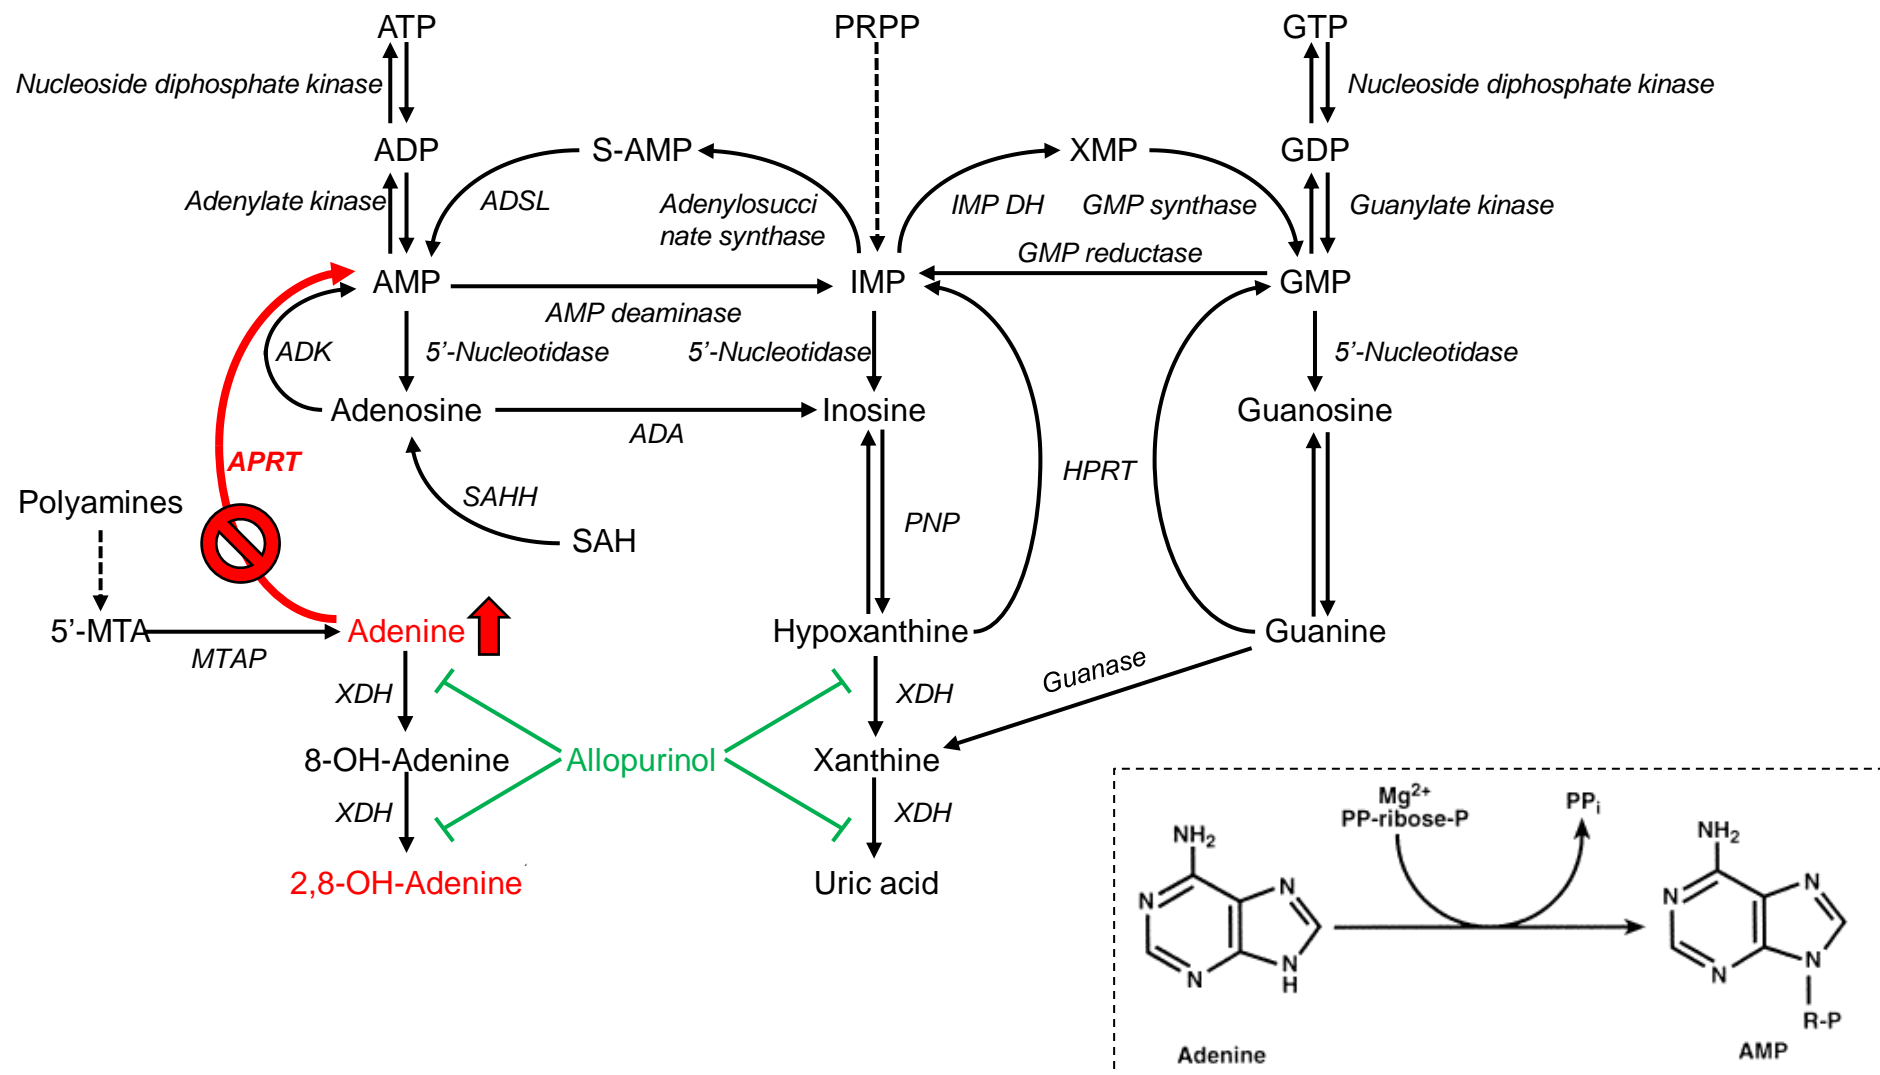 ATP
PRPP
GTP
Nucleoside diphosphate kinase
Nucleoside diphosphate kinase
ADP
S-AMP
XMP
GDP
Adenylate kinase
ADSL
Adenylosucci
nate synthase
IMP DH
GMP synthase
Guanylate kinase
GMP reductase
AMP
IMP
GMP
AMP deaminase
ADK
5’-Nucleotidase
5’-Nucleotidase
5’-Nucleotidase
Adenosine
Inosine
Guanosine
ADA
APRT
HPRT
Polyamines
SAHH
PNP
SAH
5’-MTA
Adenine
Hypoxanthine
Guanine
MTAP
Guanase
XDH
XDH
8-OH-Adenine
Allopurinol
Xanthine
XDH
XDH
2,8-OH-Adenine
Uric acid
Mg2+
PP-ribose-P
PPi
NH2
N
N
N
N
H
NH2
N
N
N
N
R-P
Adenine
AMP